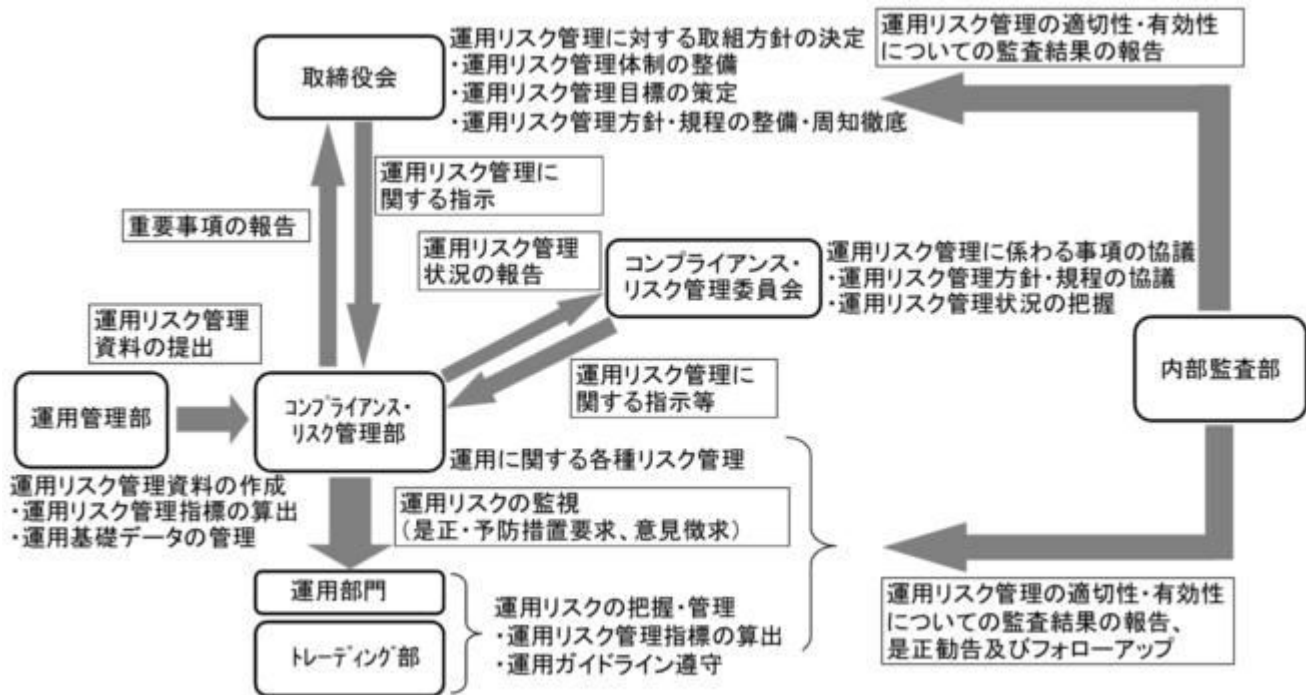 取締役会
運用リスク管理に対する取組方針の決定
・運用リスク管理体制の整備
・運用リスク管理目標の策定
・運用リスク管理方針・規程の整備・周知徹底
運用リスク管理の適切性・有効性
についての監査結果の報告
運用リスク管理に
関する指示
重要事項の報告
運用リスク管理
状況の報告
コンプライアンス・
リスク管理委員会
運用リスク管理に係わる事項の協議
・運用リスク管理方針・規程の協議
・運用リスク管理状況の把握
運用リスク管理
資料の提出
運用リスク管理に
関する指示等
内部監査部
運用管理部
コンプライアンス・
リスク管理部
運用に関する各種リスク管理
運用リスク管理資料の作成
・運用リスク管理指標の算出
・運用基礎データの管理
運用リスクの監視
(是正・予防措置要求、意見徴求)
運用部門
トレーディング部
運用リスクの把握・管理
・運用リスク管理指標の算出
・運用ガイドライン遵守
運用リスク管理の適切性・有効性
についての監査結果の報告、
是正勧告及びフォローアップ